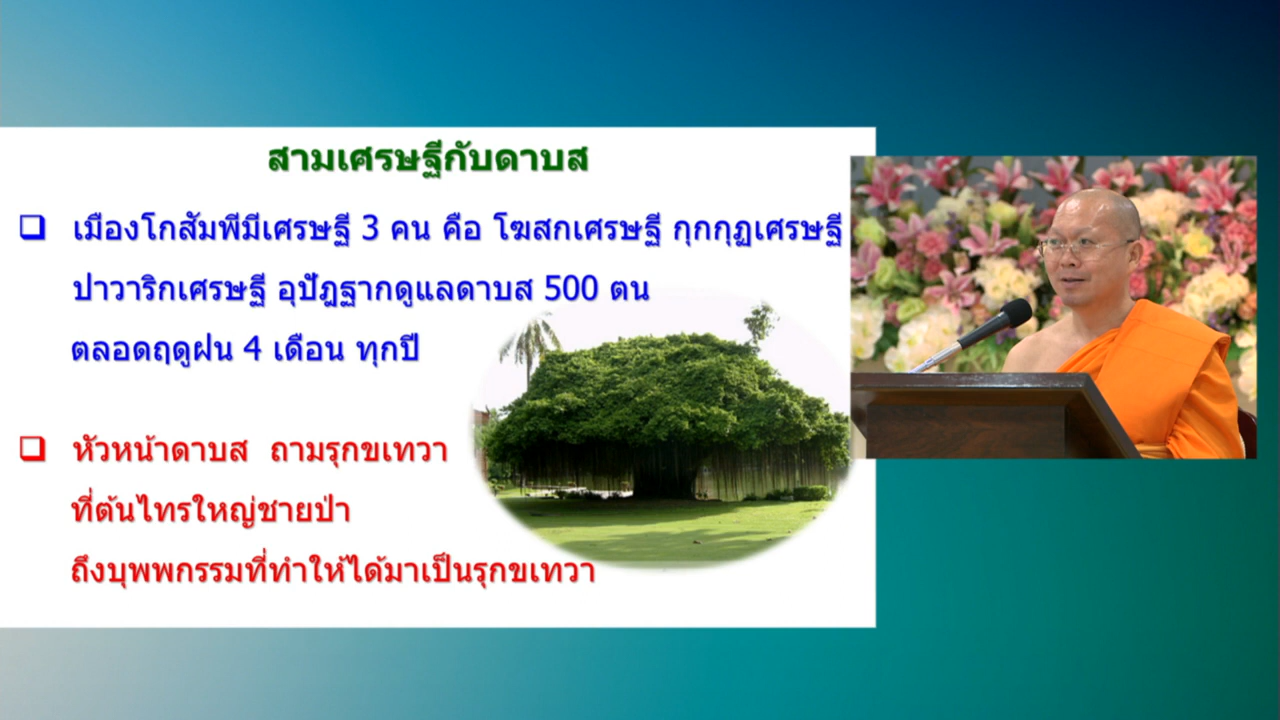 สามเศรษฐีกับดาบส
❑ เมืองโกสัมพีมีเศรษฐี 3 คน คือ โฆสกเศรษฐี กุกกุฏเศรษฐี
ปาวาริกเศรษฐี อุปัฏฐากดูแลดาบส 500 ตน
ตลอดฤดูฝน 4 เดือน ทุกปี
❑ หัวหน้าดาบส ถามรุกขเทวา
ที่ต้นไทรใหญ่ชายป่า
ถึงบุพพกรรมที่ทำให้ได้มาเป็นรุกขเทวา